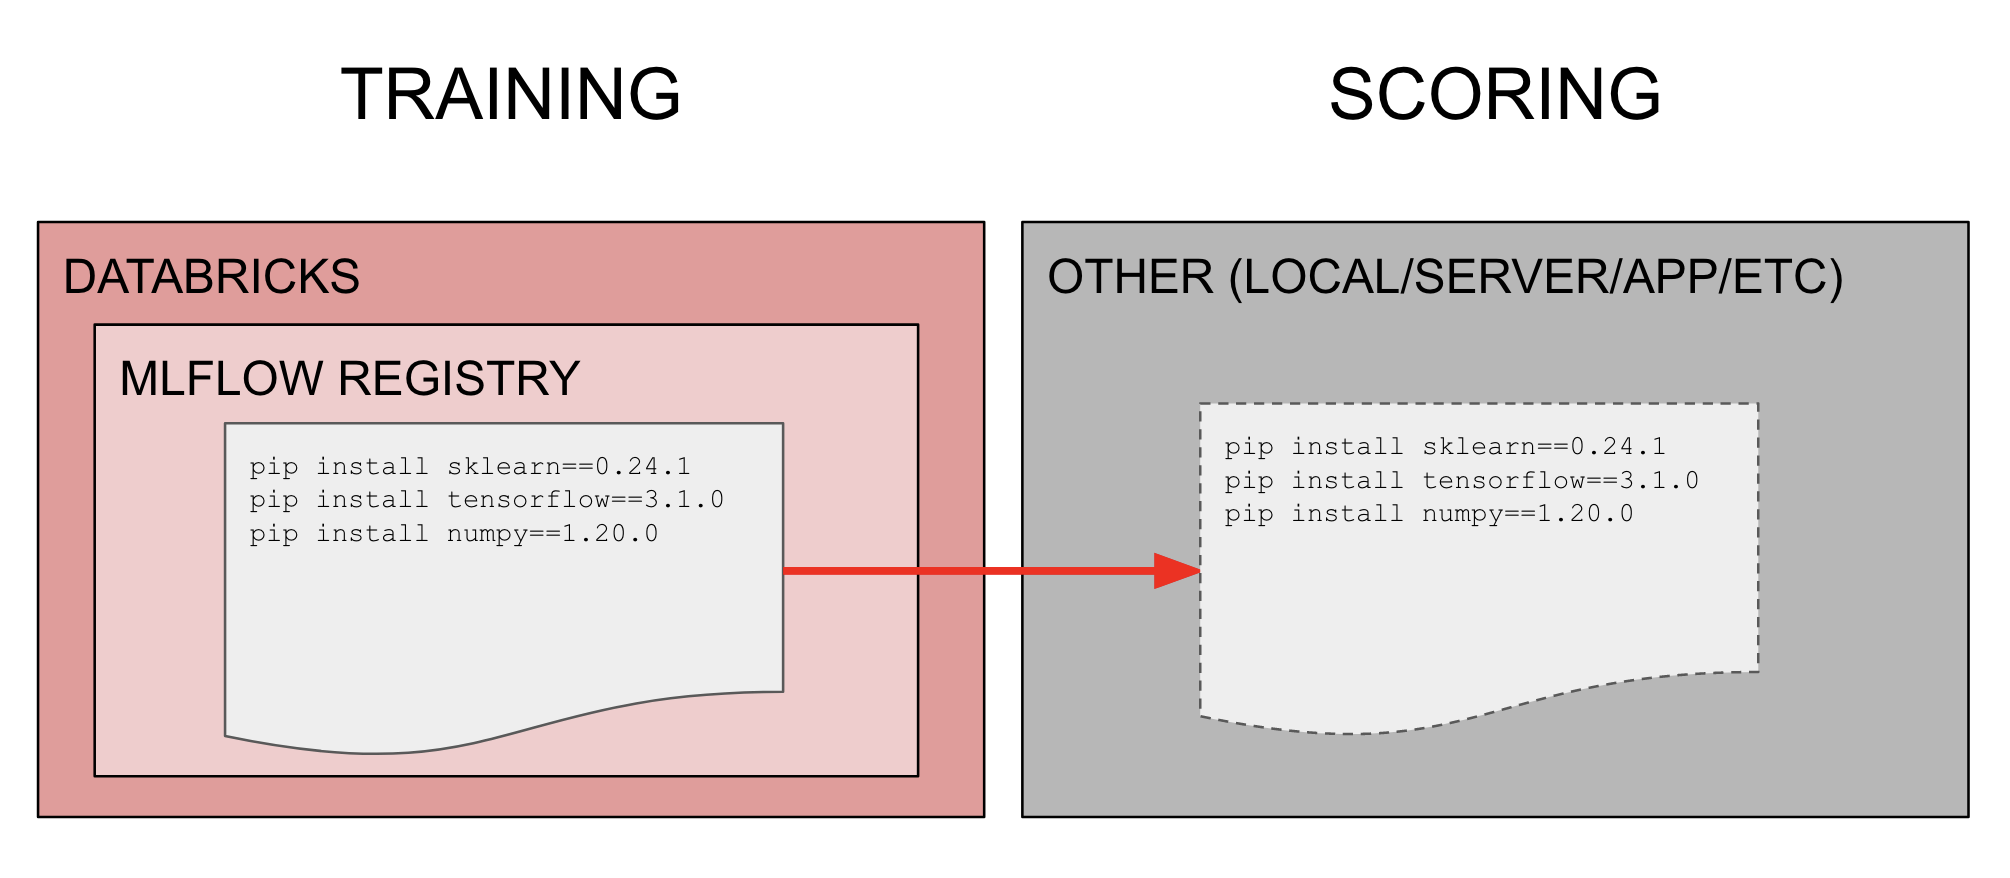 TRAINING
SCORING
DATABRICKS
MLFLOW REGISTRY
pip install sklearn==0.24.1
pip install tensorflow==3.1.0
pip install numpy==1.20.0
OTHER (LOCAL/SERVER/APP/ETC)
pip install sklearn==0.24.1
pip install tensorflow==3.1.0
pip install numpy==1.20.0